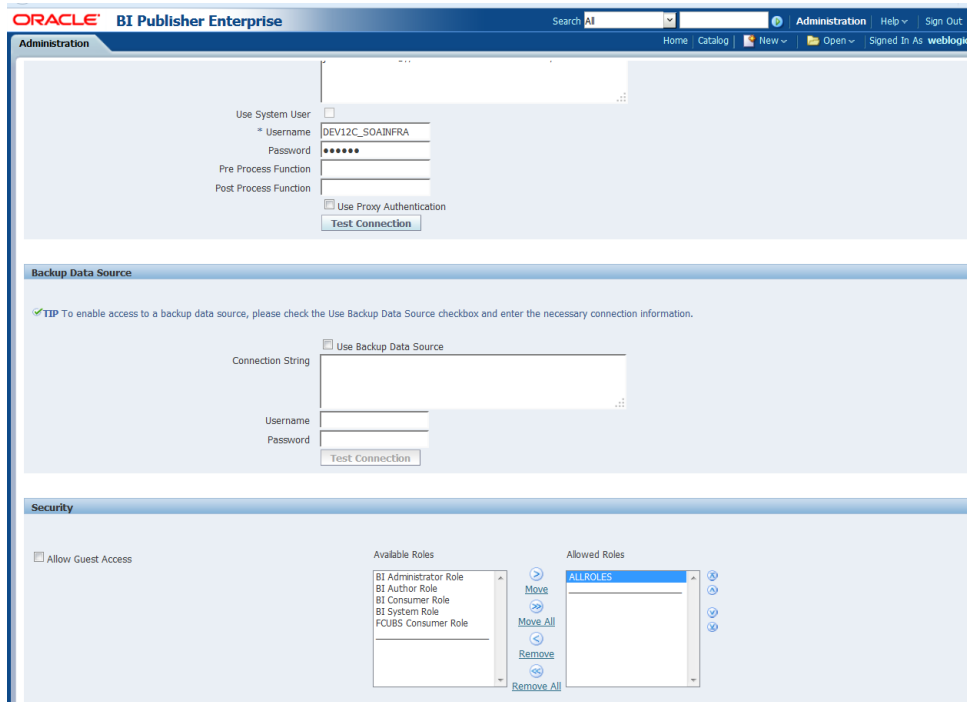 ORACLE BI Publisher Enterprise Search All Administration Help Sign Out
Administration Home Catalog New Open Signed In As weblogic
Use System User
* Username DEV12C_SOAINFRA
Password ●●●●●●
Pre Process Function
Post Process Function
Use Proxy Authentication
Test Connection
Backup Data Source
TIP To enable access to a backup data source, please check the Use Backup Data Source checkbox and enter the necessary connection information.
Use Backup Data Source
Connection String
Username
Password
Test Connection
Security
Allow Guest Access
Available Roles
BI Administrator Role
BI Author Role
BI Consumer Role
BI System Role
FCUBS Consumer Role
Move
Move All
Remove
Remove All
Allowed Roles
ALLROLES